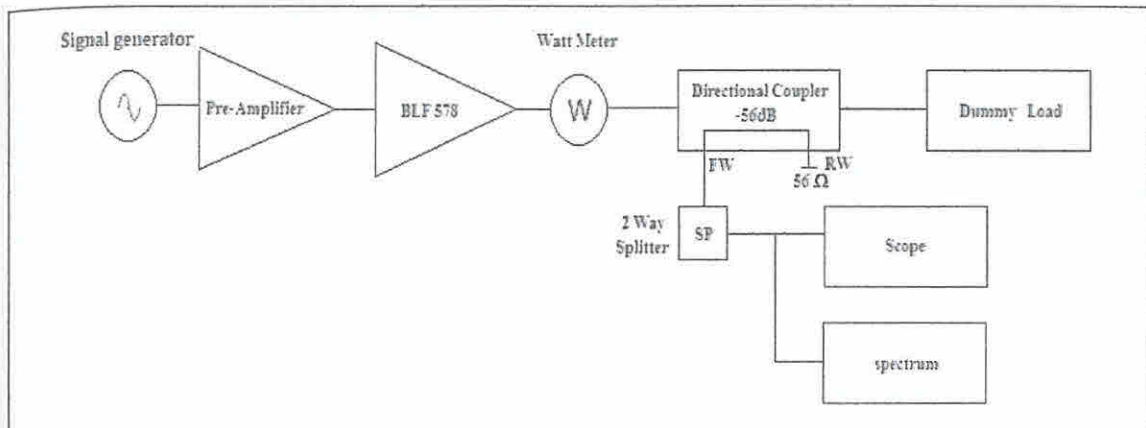 Signal generator
Watt Meter
Pre-Amplifier
BLF 578
W
Directional Coupler
-56dB
Dummy Load
FW
RW
56 Ω
2 Way
Splitter
SP
Scope
spectrum